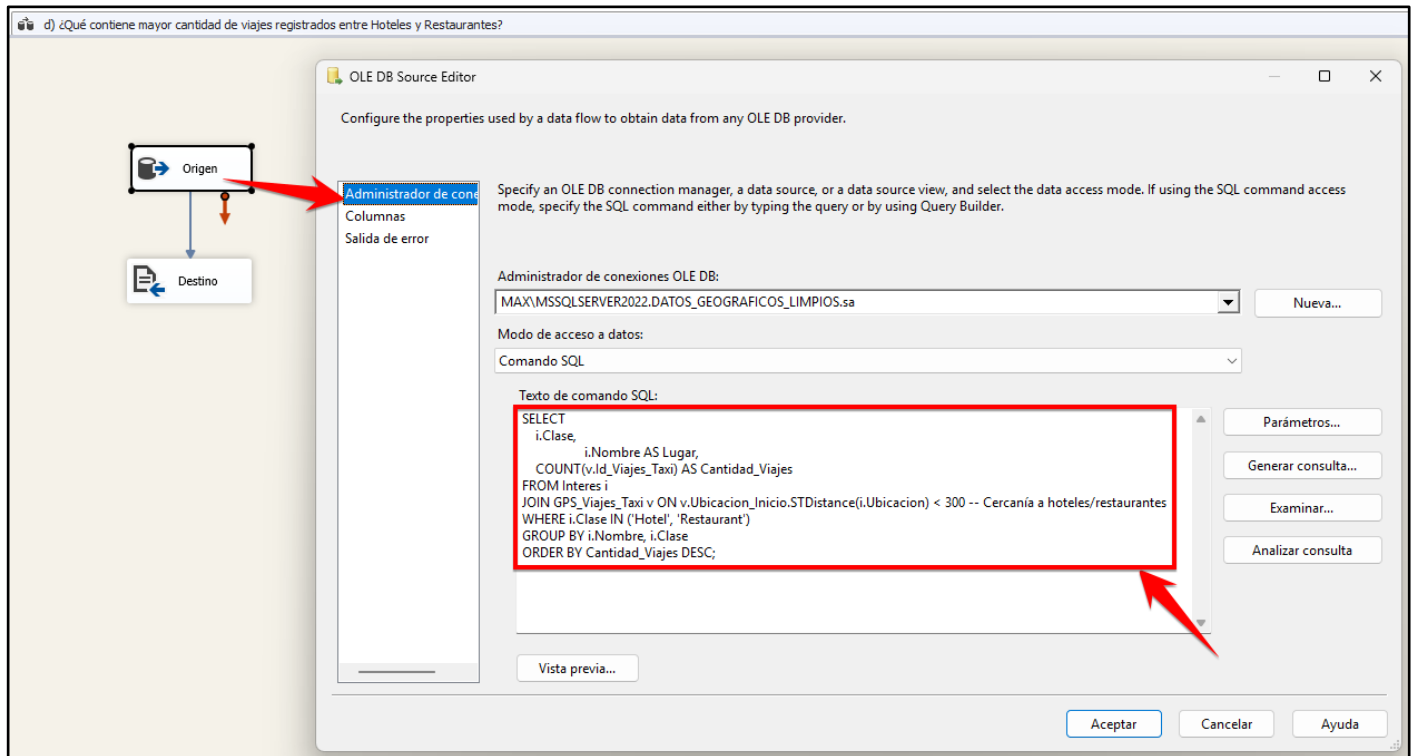 d) ¿Qué contiene mayor cantidad de viajes registrados entre Hoteles y Restaurantes?
OLE DB Source Editor
Configure the properties used by a data flow to obtain data from any OLE DB provider.
Origen
Destino
Administrador de cone
Columnas
Salida de error
Specify an OLE DB connection manager, a data source, or a data source view, and select the data access mode. If using the SQL command access
mode, specify the SQL command either by typing the query or by using Query Builder.
Administrador de conexiones OLE DB:
MAX\MSSQLSERVER2022.DATOS_GEOGRAFICOS_LIMPIOS.sa
Nueva...
Modo de acceso a datos:
Comando SQL
Texto de comando SQL:
SELECT
i.Clase,
i.Nombre AS Lugar,
COUNT(v.Id_Viajes_Taxi) AS Cantidad_Viajes
FROM Interes i
JOIN GPS_Viajes_Taxi v ON v.Ubicacion_Inicio.STDistance(i.Ubicacion) < 300 -- Cercanía a hoteles/restaurantes
WHERE i.Clase IN ('Hotel', 'Restaurant')
GROUP BY i.Nombre, i.Clase
ORDER BY Cantidad_Viajes DESC;
Parámetros...
Generar consulta...
Examinar...
Analizar consulta
Vista previa...
Aceptar
Cancelar
Ayuda